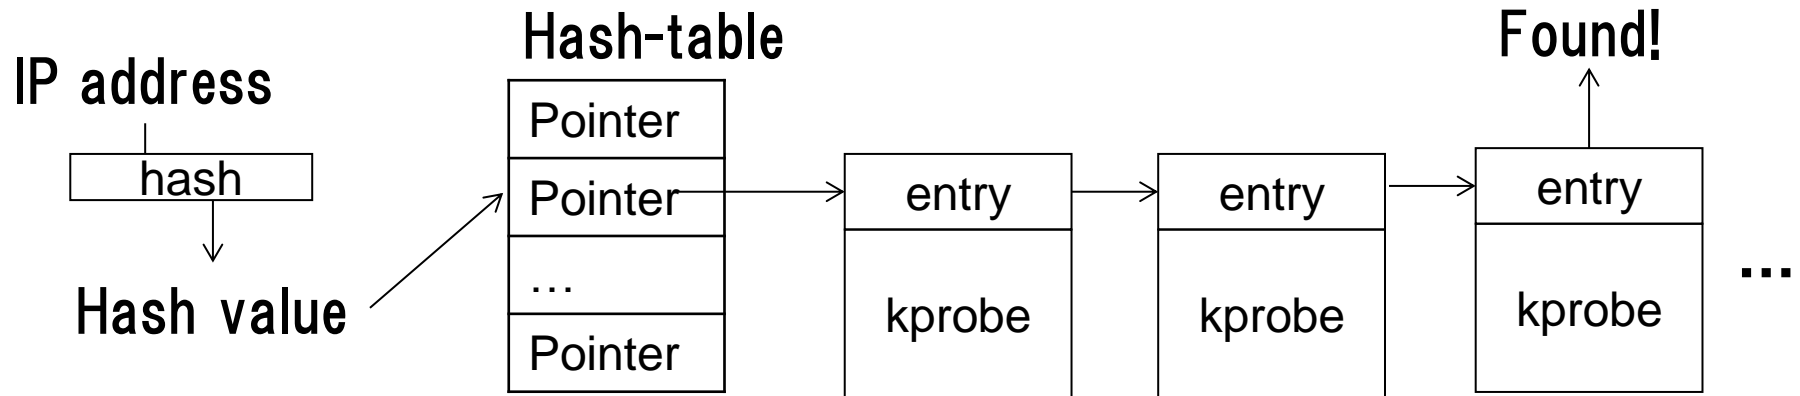 IP address
hash
Hash value
Hash-table
Pointer
Pointer
...
Pointer
entry
kprobe
entry
kprobe
Found!
entry
kprobe
...